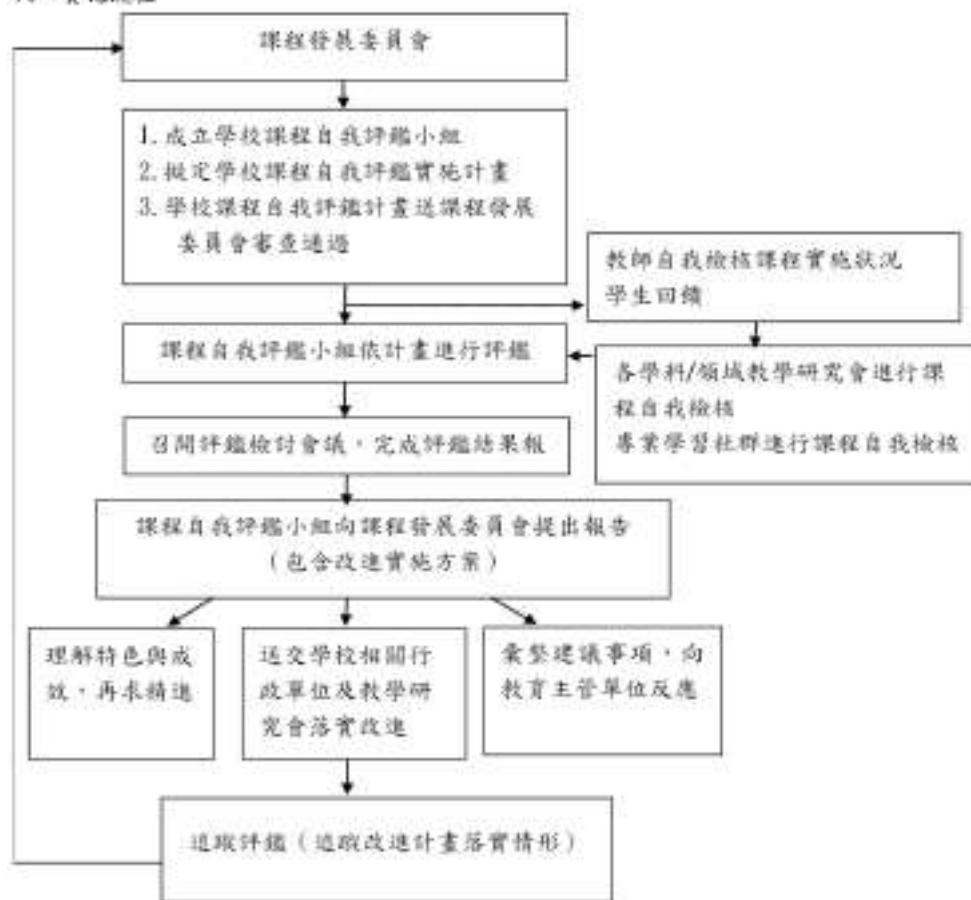 課程發展委員會
1. 成立學校課程自我評鑑小組
2. 擬定學校課程自我評鑑實施計畫
3. 學校課程自我評鑑計畫送課程發展
委員會審查通過
教師自我檢核課程實施狀況
學生回饋
課程自我評鑑小組依計畫進行評鑑
各學科/領域教學研究會進行課
程自我檢核
專業學習社群進行課程自我檢核
召開評鑑檢討會議，完成評鑑結果報
課程自我評鑑小組向課程發展委員會提出報告
（包含改進實施方案）
理解特色與成
效，再求精進
送交學校相關行
政單位及教學研
究會落實改進
彙整建議事項，向
教育主管單位反應
追蹤評鑑（追蹤改進計畫落實情形）